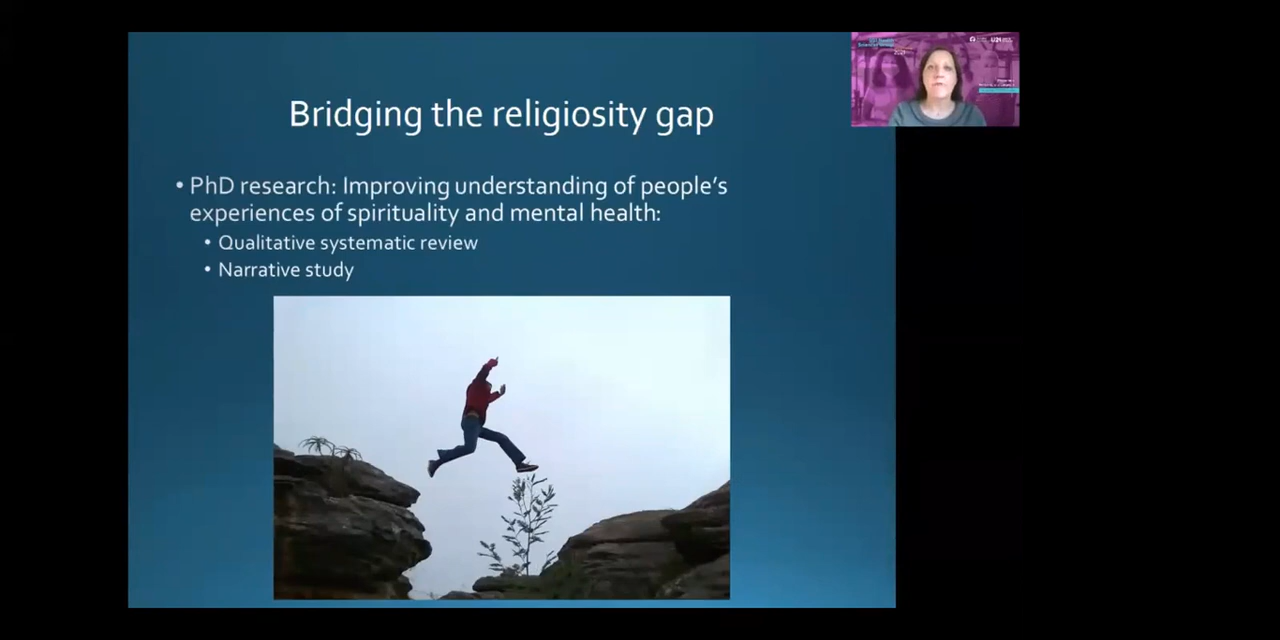 Bridging the religiosity gap
• PhD research: Improving understanding of people's
experiences of spirituality and mental health:
• Qualitative systematic review
• Narrative study